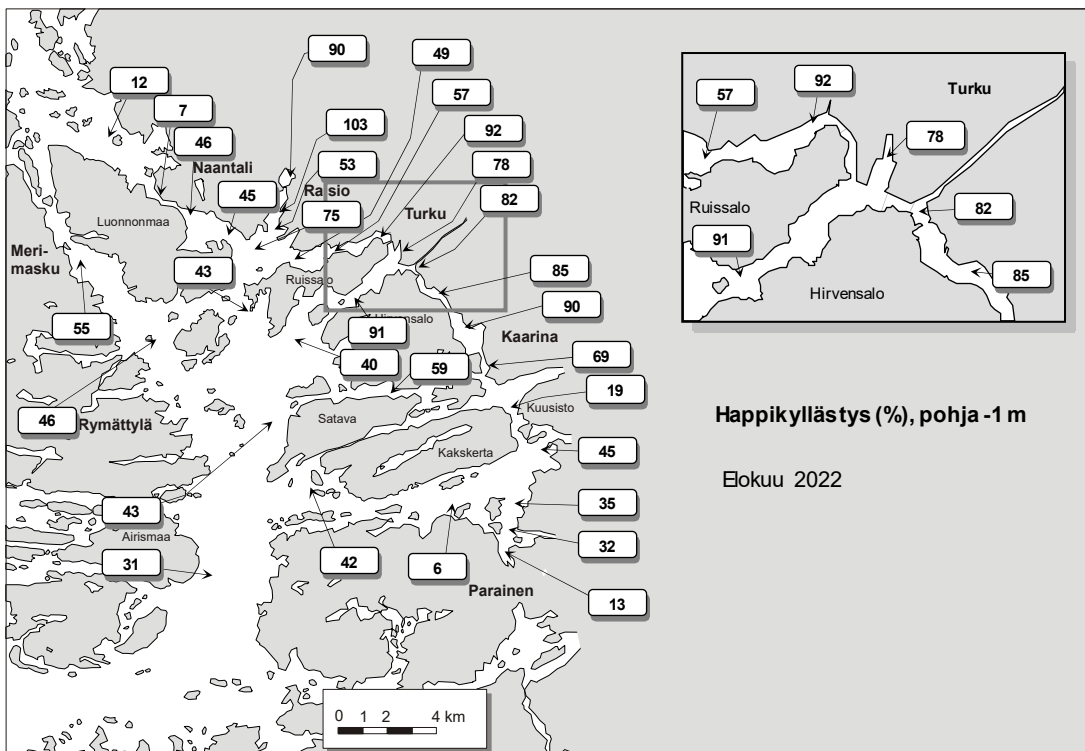 90
49
12
57
7
92
46
103
Naantali
78
53
Raisio
45
82
75
Turku
Luonnonmaa
Meri-
masku
43
Ruissalo
85
55
Hirvensalo
90
91
Kaarina
40
59
69
19
46
Rymättylä
Satava
Kuusisto
Kakskerta
45
43
35
Airismaa
32
31
42
6
Parainen
13
0 1 2 4 km
92
57
Turku
78
Ruissalo
82
91
85
Hirvensalo
Happikyllästys (%), pohja -1 m
Elokuu 2022